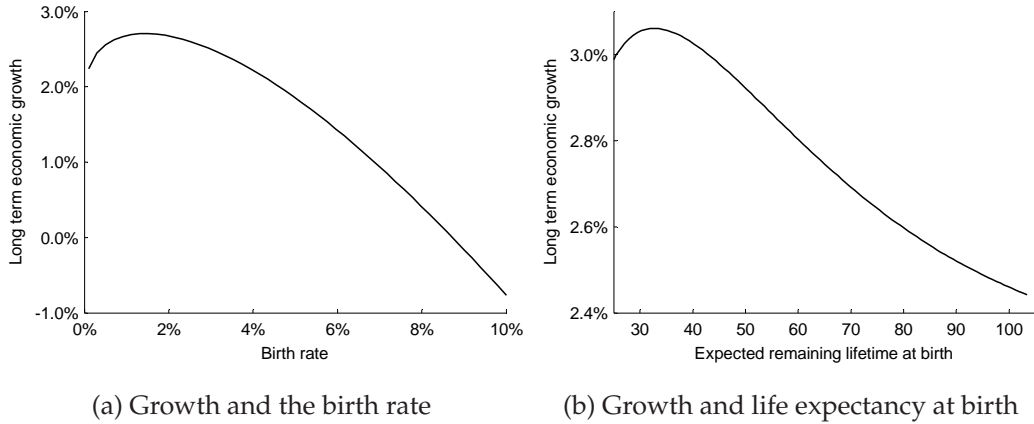 3.0%
2.0%
1.0%
0.0%
-1.0%
Long term economic growth
0% 2% 4% 6% 8% 10%
Birth rate
(a) Growth and the birth rate
3.0%
2.8%
2.6%
2.4%
Long term economic growth
30 40 50 60 70 80 90 100
Expected remaining lifetime at birth
(b) Growth and life expectancy at birth